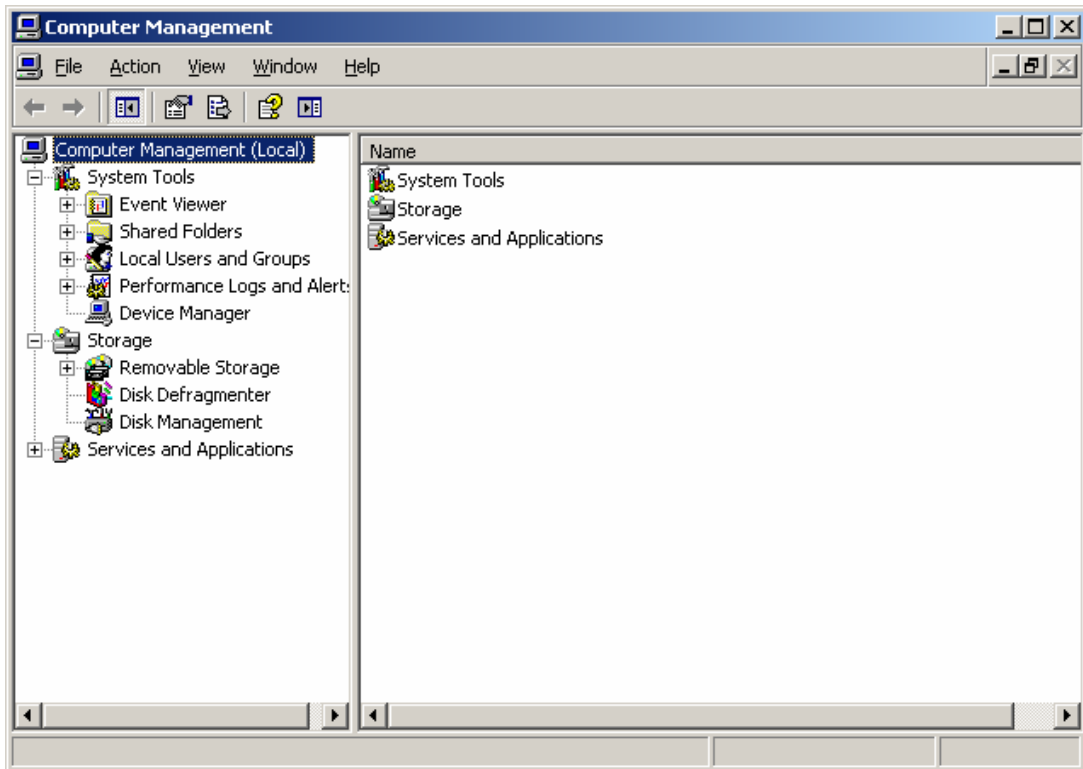 Computer Management
File Action View Window Help
Computer Management (Local)
System Tools
Event Viewer
Shared Folders
Local Users and Groups
Performance Logs and Alert
Device Manager
Storage
Removable Storage
Disk Defragmenter
Disk Management
Services and Applications
Name
System Tools
Storage
Services and Applications